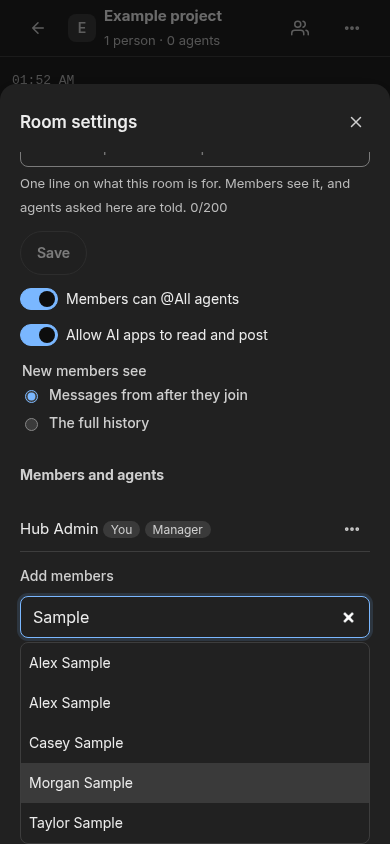 E
Example project
1 person · 0 agents
01:52 AM
Room settings
One line on what this room is for. Members see it, and
agents asked here are told. 0/200
Save
Members can @All agents
Allow AI apps to read and post
New members see
Messages from after they join
The full history
Members and agents
Hub Admin You Manager
Add members
Sample
Alex Sample
Alex Sample
Casey Sample
Morgan Sample
Taylor Sample